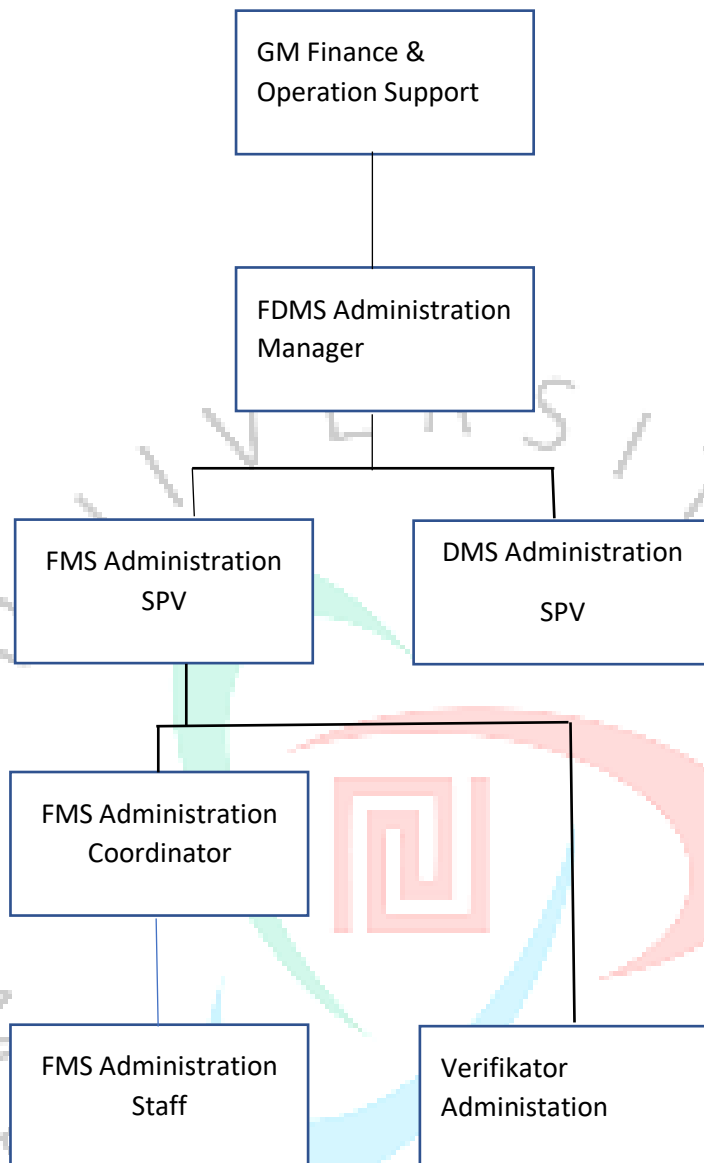 GM Finance &
Operation Support
FDMS Administration
Manager
FMS Administration
SPV
DMS Administration
SPV
FMS Administration
Coordinator
FMS Administration
Staff
Verifikator
Administation